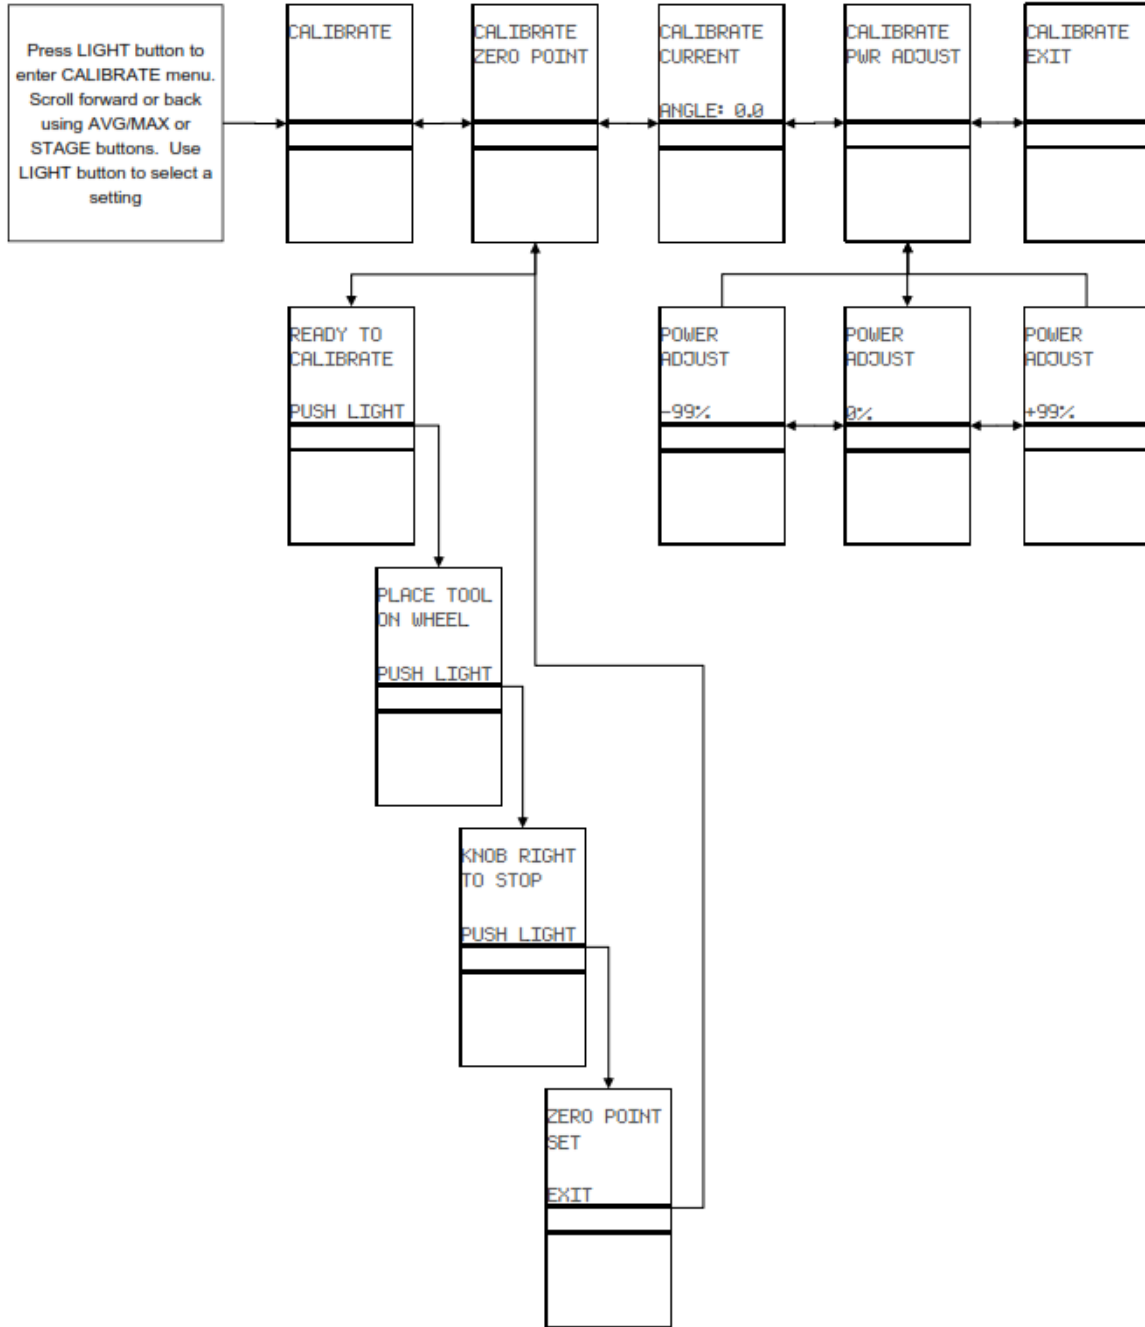 Press LIGHT button to
enter CALIBRATE menu.
Scroll forward or back
using AVG/MAX or
STAGE buttons.  Use
LIGHT button to select a
setting
CALIBRATE
CALIBRATE
ZERO POINT
CALIBRATE
CURRENT
ANGLE: 0.0
CALIBRATE
PWR ADJUST
CALIBRATE
EXIT
READY TO
CALIBRATE
PUSH LIGHT
POWER
ADJUST
-99%
POWER
ADJUST
0%
POWER
ADJUST
+99%
PLACE TOOL
ON WHEEL
PUSH LIGHT
KNOB RIGHT
TO STOP
PUSH LIGHT
ZERO POINT
SET
EXIT